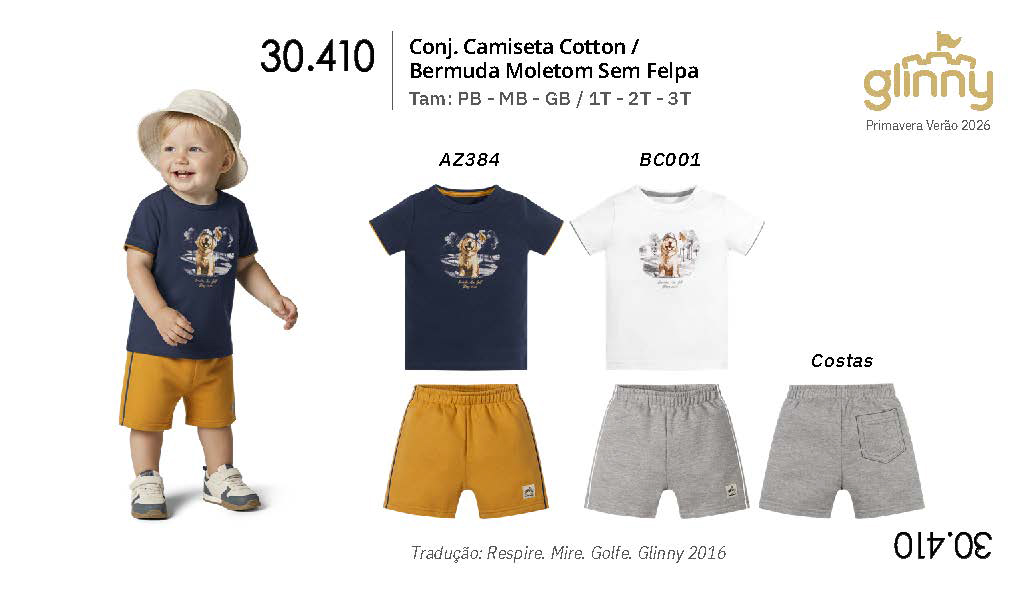 30.410
Conj. Camiseta Cotton /
Bermuda Moletom Sem Felpa
Tam: PB - MB - GB / 1T - 2T - 3T
glinny
Primavera Verão 2026
AZ384
BC001
Costas
Tradução: Respire. Mire. Golfe. Glinny 2016
30.410